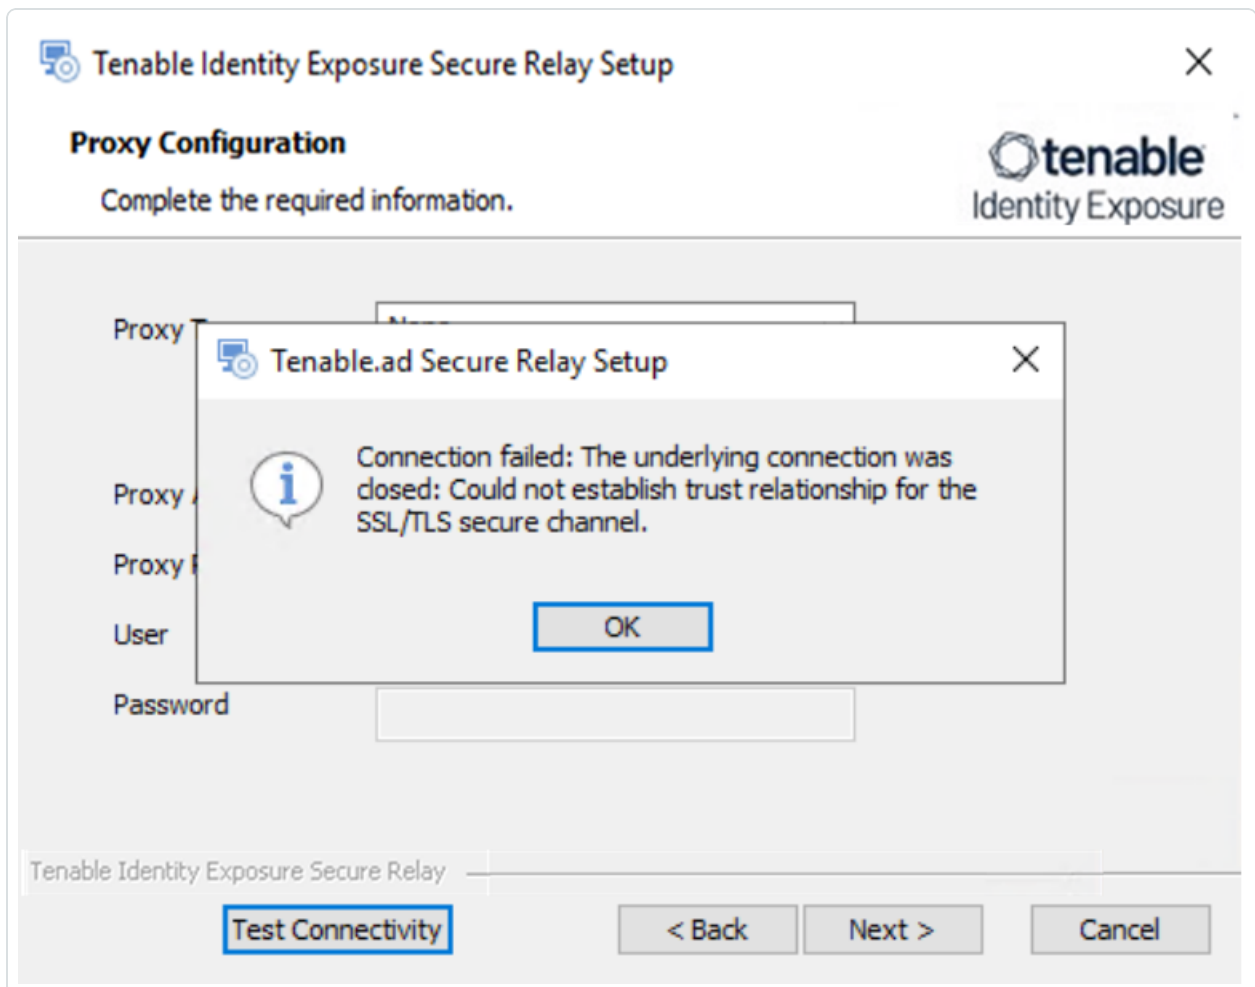 Tenable Identity Exposure Secure Relay Setup
Proxy Configuration
Complete the required information.
tenable
Identity Exposure
Proxy
Tenable.ad Secure Relay Setup
Connection failed: The underlying connection was
closed: Could not establish trust relationship for the
SSL/TLS secure channel.
OK
Proxy
Proxy
User
Password
Tenable Identity Exposure Secure Relay
Test Connectivity
< Back
Next >
Cancel